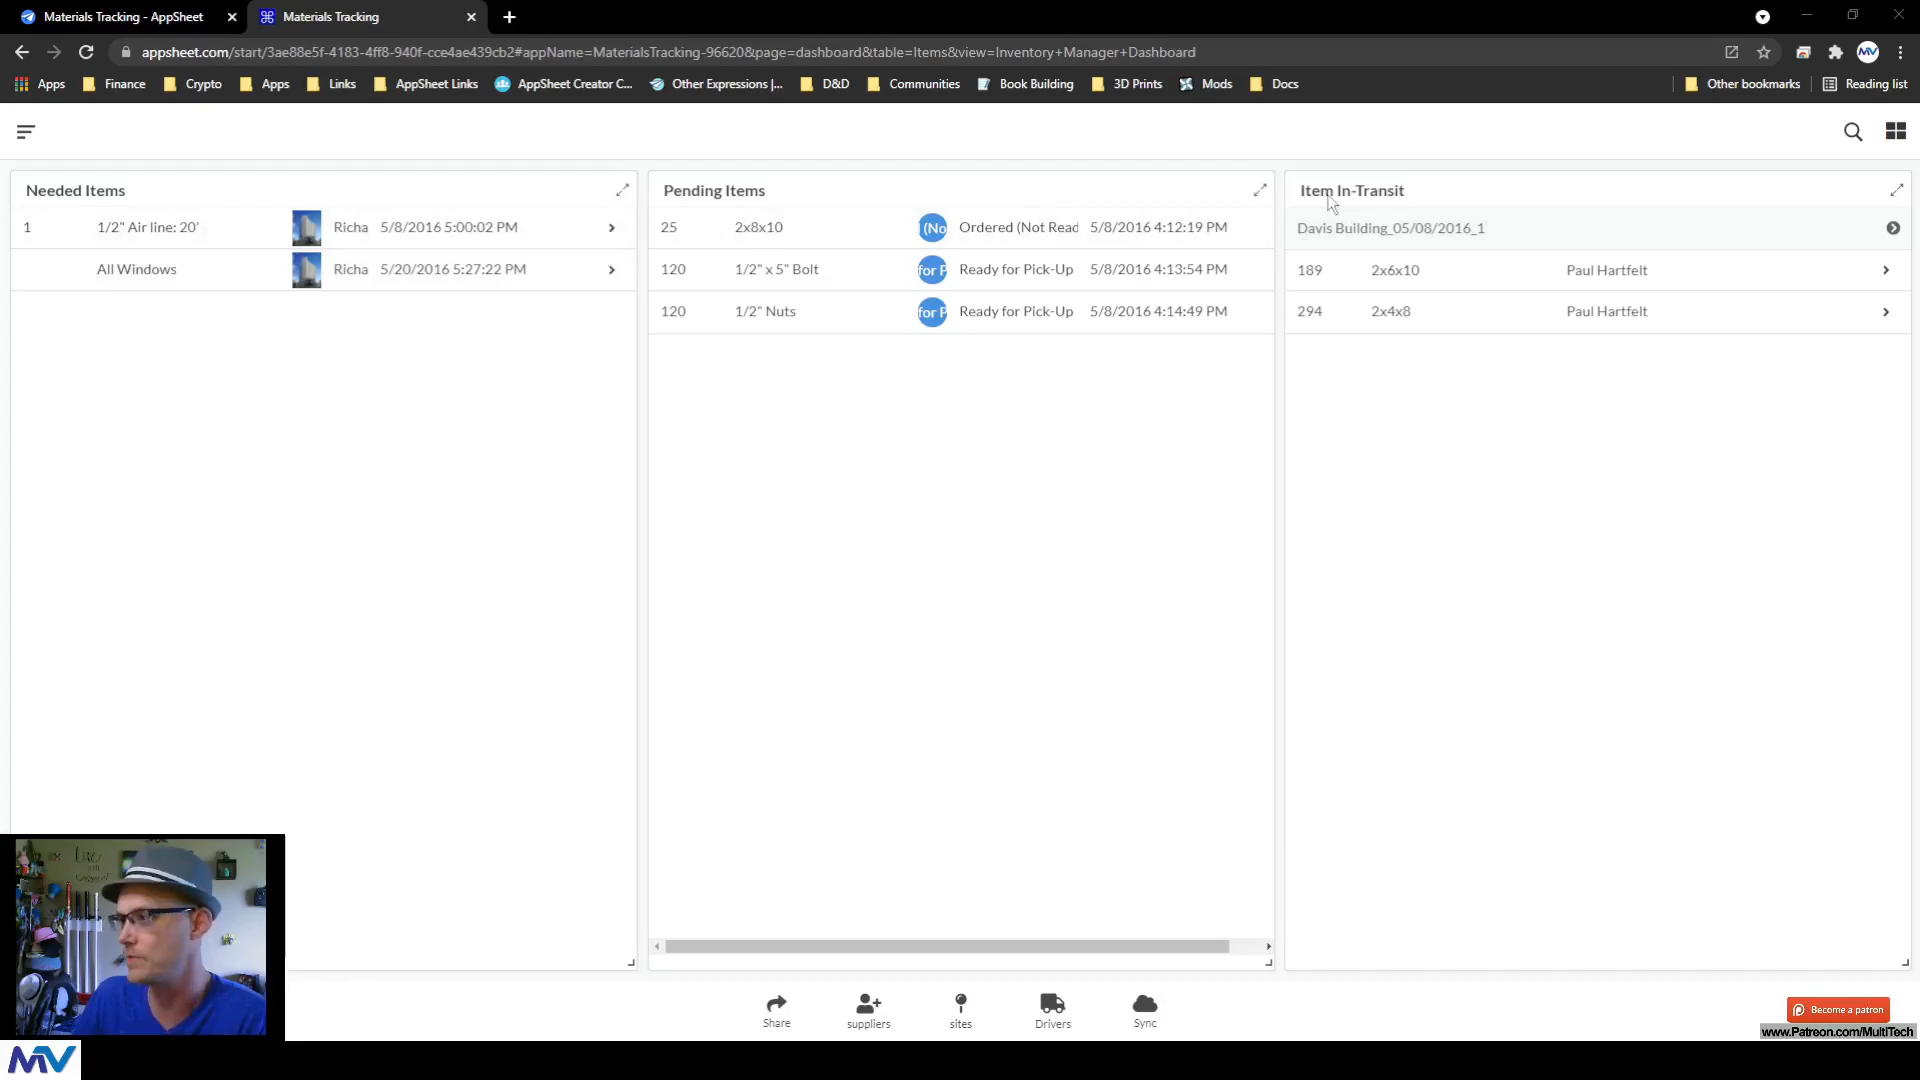 Materials Tracking - AppSheet
Materials Tracking
appsheet.com/start/3ae88e5f-4183-4ff8-940f-cce4ae439cb2#appName=MaterialsTracking-96620&page=dashboard&table=Items&view=Inventory+Manager+Dashboard
Apps Finance Crypto Apps Links AppSheet Links AppSheet Creator C... Other Expressions |... D&D Communities Book Building 3D Prints Mods Docs Other bookmarks Reading list
Needed Items
1 1/2" Air line: 20' Richa 5/8/2016 5:00:02 PM
All Windows Richa 5/20/2016 5:27:22 PM
Pending Items
25 2x8x10 (No Ordered (Not Read 5/8/2016 4:12:19 PM
120 1/2" x 5" Bolt for P Ready for Pick-Up 5/8/2016 4:13:54 PM
120 1/2" Nuts for P Ready for Pick-Up 5/8/2016 4:14:49 PM
Item In-Transit
Davis Building_05/08/2016_1
189 2x6x10 Paul Hartfelt
294 2x4x8 Paul Hartfelt
Share suppliers sites Drivers Sync
Become a patron
www.Patreon.com/MultiTech
MV